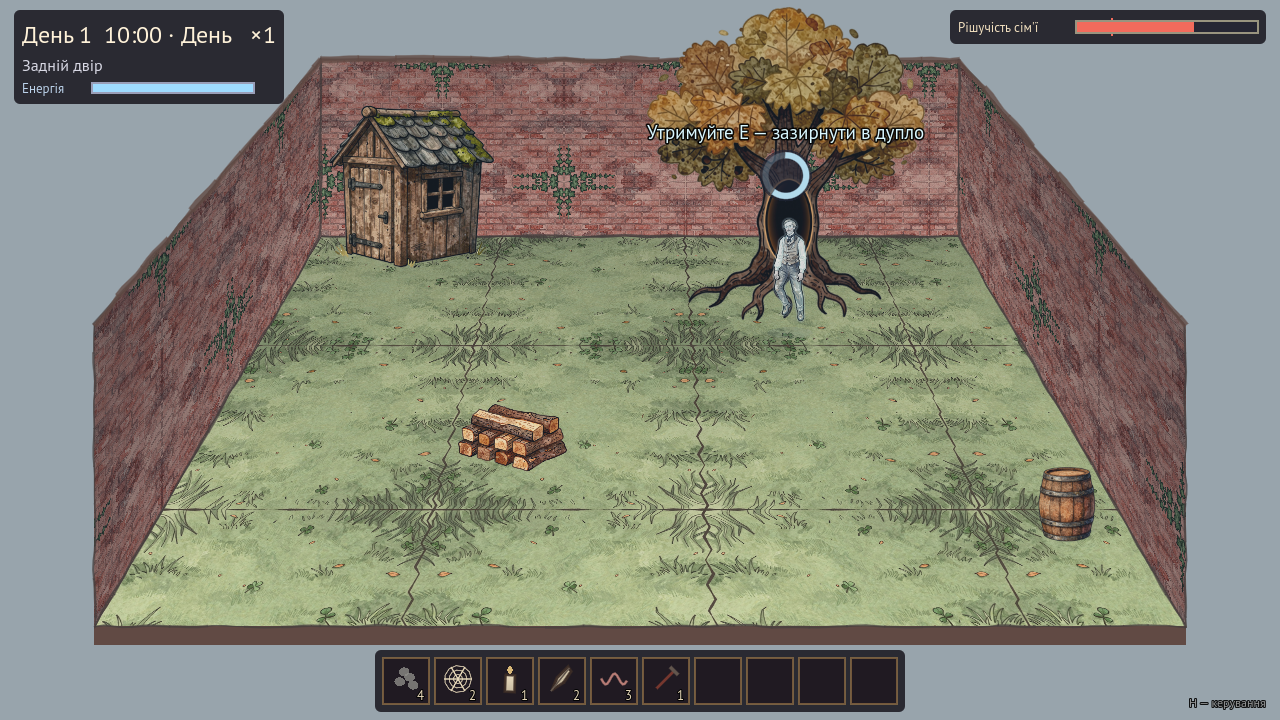 День 1 10:00 · День ×1
Задній двір
Енергія
Рішучість сім'ї
Утримуйте E — зазирнути в дупло
4
2
1
2
3
1
H — керування